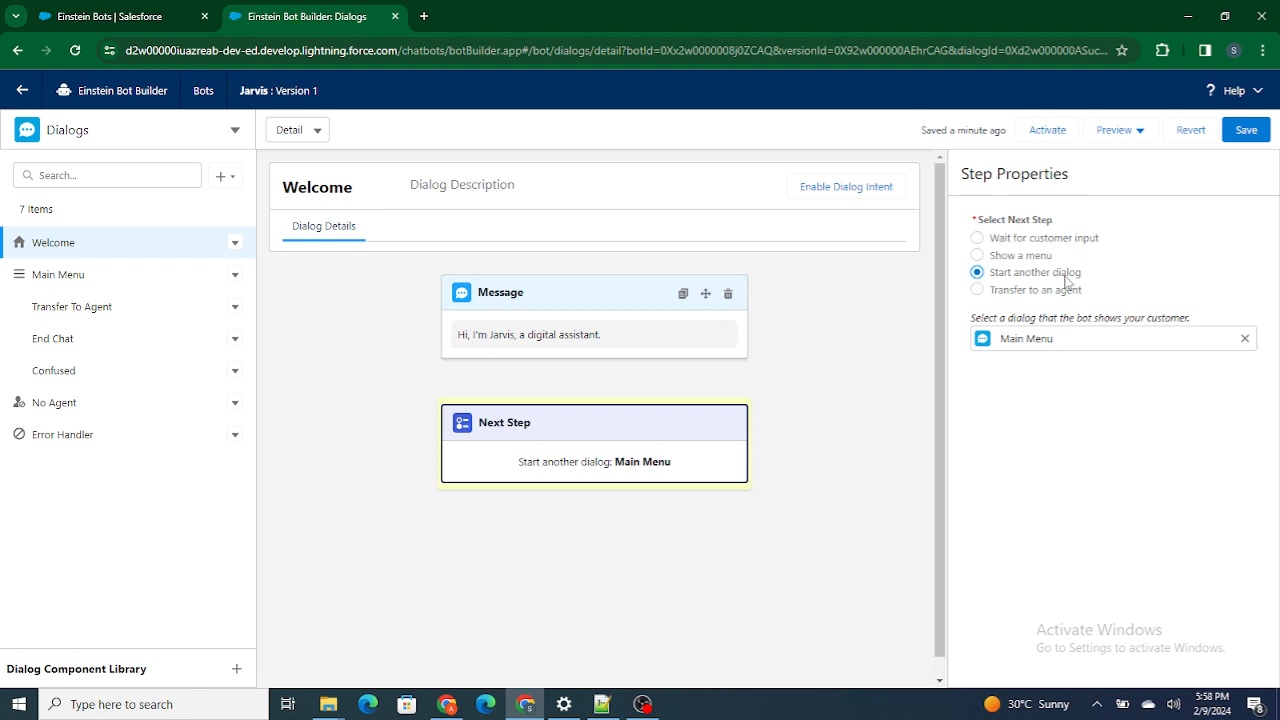 Einstein Bots | Salesforce
Einstein Bot Builder: Dialogs
d2w00000iuazreab-dev-ed.develop.lightning.force.com/chatbots/botBuilder.app#/bot/dialogs/detail?botId=0Xx2w0000008j0ZCAQ&versionId=0X92w000000AEhrCAG&dialogId=0Xd2w000000ASuc...
S
Einstein Bot Builder
Bots
Jarvis : Version 1
? Help
Dialogs
Detail
Saved a minute ago
Activate
Preview
Revert
Save
Search...
7 Items
Welcome
Main Menu
Transfer To Agent
End Chat
Confused
No Agent
Error Handler
Dialog Component Library
Welcome
Dialog Description
Enable Dialog Intent
Dialog Details
Message
Hi, I'm Jarvis, a digital assistant.
Next Step
Start another dialog: Main Menu
Step Properties
* Select Next Step
Wait for customer input
Show a menu
Start another dialog
Transfer to an agent
Select a dialog that the bot shows your customer.
Main Menu
Activate Windows
Go to Settings to activate Windows.
Type here to search
30°C Sunny
5:58 PM
2/9/2024
8